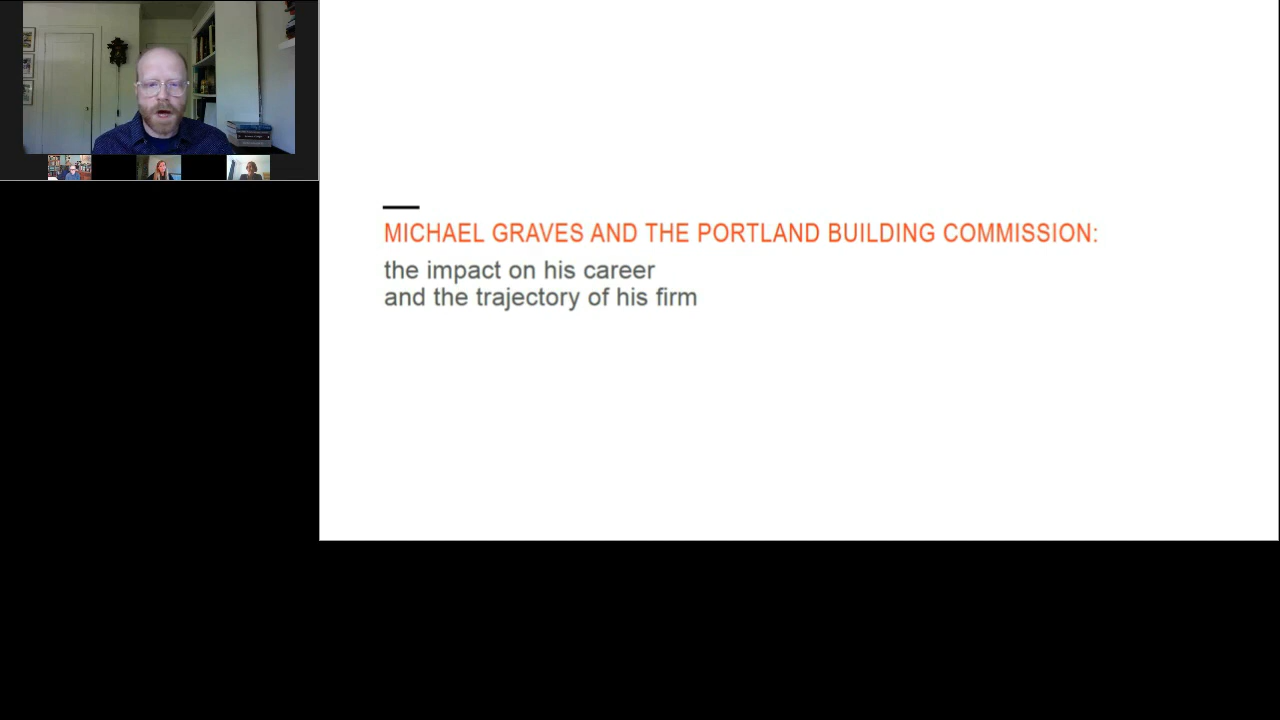 MICHAEL GRAVES AND THE PORTLAND BUILDING COMMISSION:
the impact on his career
and the trajectory of his firm